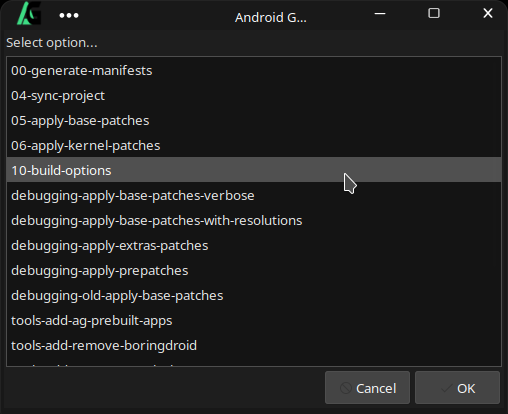 Android G...
Select option...
00-generate-manifests
04-sync-project
05-apply-base-patches
06-apply-kernel-patches
10-build-options
debugging-apply-base-patches-verbose
debugging-apply-base-patches-with-resolutions
debugging-apply-extras-patches
debugging-apply-prepatches
debugging-old-apply-base-patches
tools-add-ag-prebuilt-apps
tools-add-remove-boringdroid
Cancel
OK